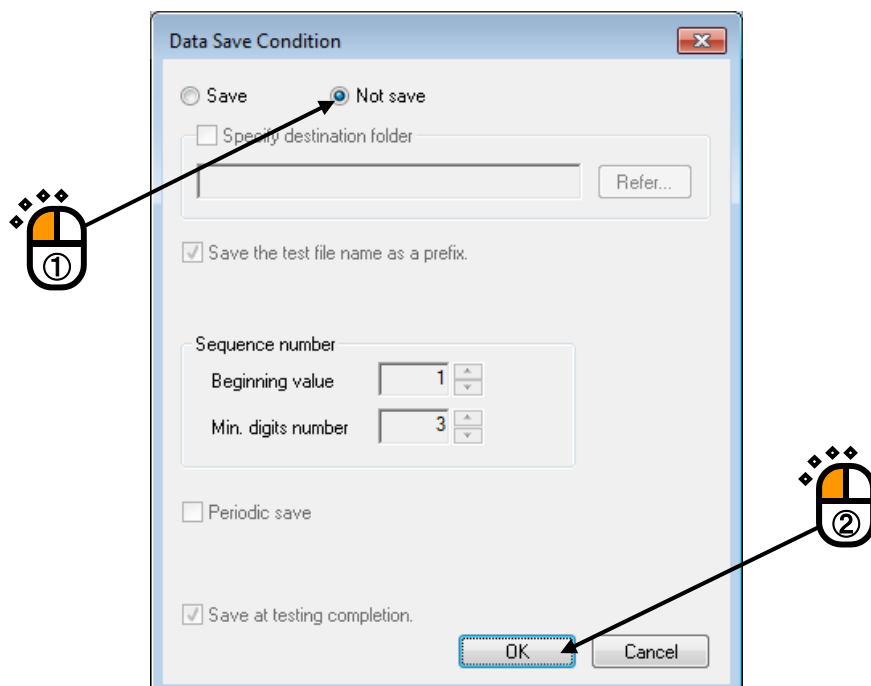 Data Save Condition
Save Not save
Specify destination folder
Refer...
①
Save the test file name as a prefix.
Sequence number
Beginning value 1
Min. digits number 3
Periodic save
②
Save at testing completion.
OK Cancel